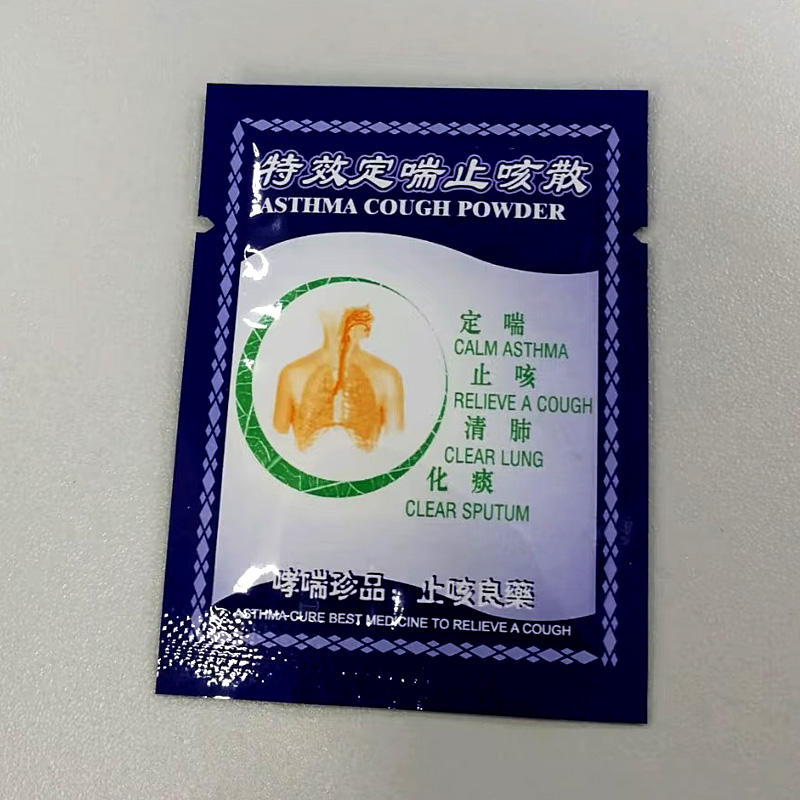 特效定喘止咳散
ASTHMA COUGH POWDER
定 喘
CALM ASTHMA
止 咳
RELIEVE A COUGH
清 肺
CLEAR LUNG
化 痰
CLEAR SPUTUM
哮喘珍品 止咳良藥
ASTHMA-CURE BEST MEDICINE TO RELIEVE A COUGH